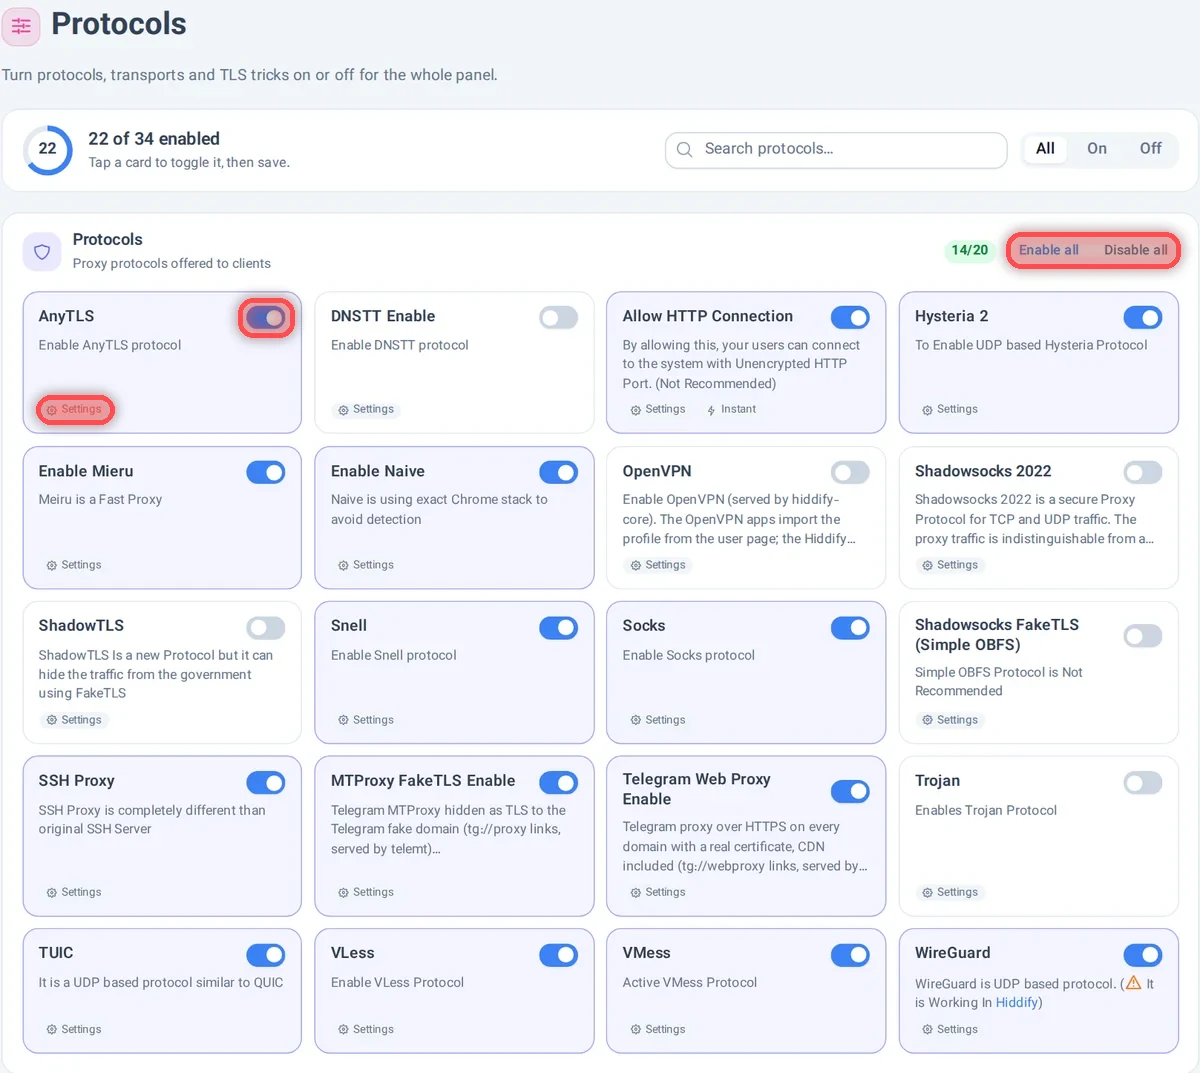 Protocols
Turn protocols, transports and TLS tricks on or off for the whole panel.
22
22 of 34 enabled
Tap a card to toggle it, then save.
Search protocols...
All
On
Off
Protocols
Proxy protocols offered to clients
14/20
Enable all
Disable all
AnyTLS
Enable AnyTLS protocol
Settings
DNSTT Enable
Enable DNSTT protocol
Settings
Allow HTTP Connection
By allowing this, your users can connect
to the system with Unencrypted HTTP
Port. (Not Recommended)
Settings
Instant
Hysteria 2
To Enable UDP based Hysteria Protocol
Settings
Enable Mieru
Meiru is a Fast Proxy
Settings
Enable Naive
Naive is using exact Chrome stack to
avoid detection
Settings
OpenVPN
Enable OpenVPN (served by hiddify-
core). The OpenVPN apps import the
profile from the user page; the Hiddify...
Settings
Shadowsocks 2022
Shadowsocks 2022 is a secure Proxy
Protocol for TCP and UDP traffic. The
proxy traffic is indistinguishable from a...
Settings
ShadowTLS
ShadowTLS Is a new Protocol but it can
hide the traffic from the government
using FakeTLS
Settings
Snell
Enable Snell protocol
Settings
Socks
Enable Socks protocol
Settings
Shadowsocks FakeTLS
(Simple OBFS)
Simple OBFS Protocol is Not
Recommended
Settings
SSH Proxy
SSH Proxy is completely different than
original SSH Server
Settings
MTProxy FakeTLS Enable
Telegram MTProxy hidden as TLS to the
Telegram fake domain (tg://proxy links,
served by telemt)...
Settings
Telegram Web Proxy
Enable
Telegram proxy over HTTPS on every
domain with a real certificate, CDN
included (tg://webproxy links, served by...
Settings
Trojan
Enables Trojan Protocol
Settings
TUIC
It is a UDP based protocol similar to QUIC
Settings
VLess
Enable VLess Protocol
Settings
VMess
Active VMess Protocol
Settings
WireGuard
WireGuard is UDP based protocol. (⚠ It
is Working In Hiddify)
Settings